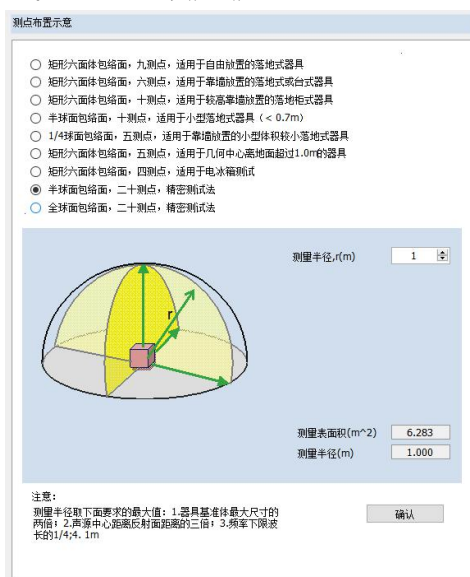 测点布置示意
矩形六面体包络面，九测点，适用于自由放置的落地式器具
矩形六面体包络面，六测点，适用于靠墙放置的落地式或台式器具
矩形六面体包络面，十测点，适用于较高靠墙放置的落地柜式器具
半球面包络面，十测点，适用于小型落地式器具（< 0.7m）
1/4球面包络面，五测点，适用于靠墙放置的小型体积较小落地式器具
矩形六面体包络面，五测点，适用于几何中心离地面超过1.0m的器具
矩形六面体包络面，四测点，适用于电冰箱测试
半球面包络面，二十测点，精密测试法
全球面包络面，二十测点，精密测试法
测量半径,r(m) 1
r
测量表面积(m^2) 6.283
测量半径(m) 1.000
注意：
测量半径取下面要求的最大值：1.器具基准体最大尺寸的
两倍；2.声源中心距离反射面距离的三倍；3.频率下限波
长的1/4;4. 1m
确认